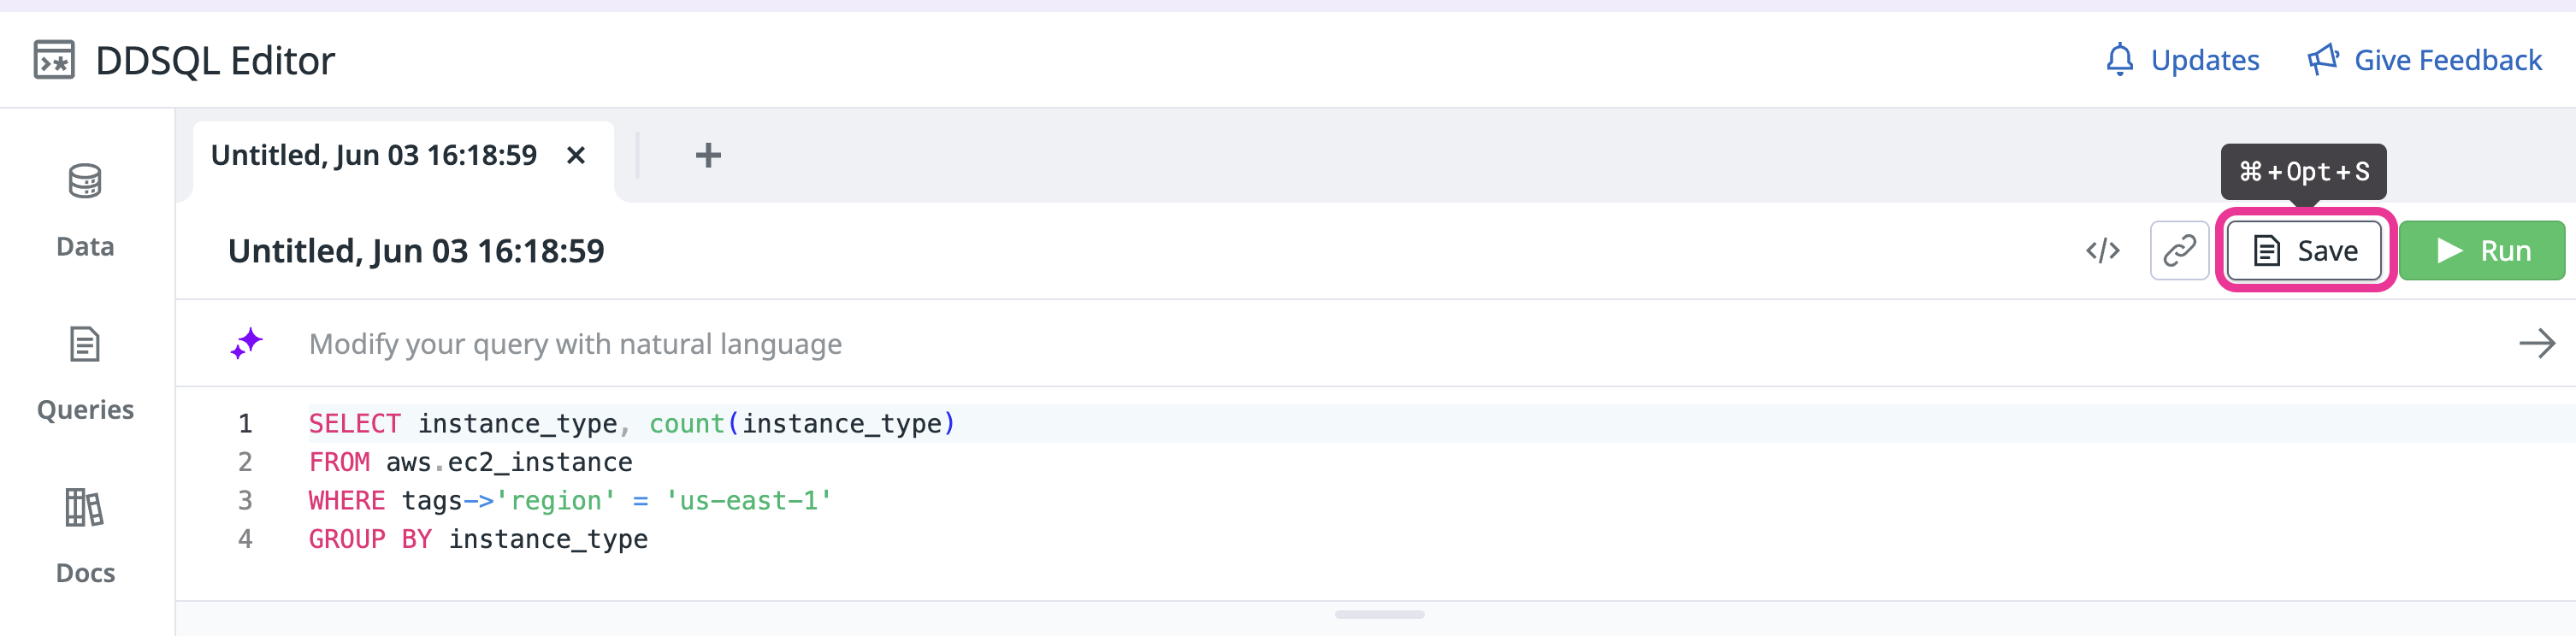 DDSQL Editor
Updates
Give Feedback
Untitled, Jun 03 16:18:59
⌘+Opt+S
Data
Untitled, Jun 03 16:18:59
</>
Save
Run
Modify your query with natural language
Queries
1 SELECT instance_type, count(instance_type)
2 FROM aws.ec2_instance
3 WHERE tags->'region' = 'us-east-1'
4 GROUP BY instance_type
Docs